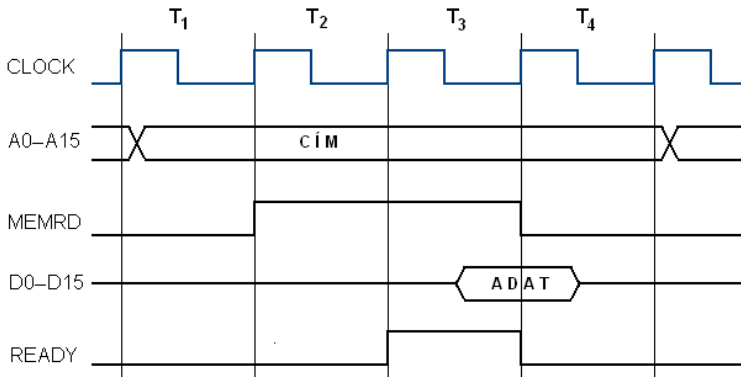 T1 T2 T3 T4
CLOCK
A0–A15 CÍM
MEMRD
D0–D15 ADAT
READY